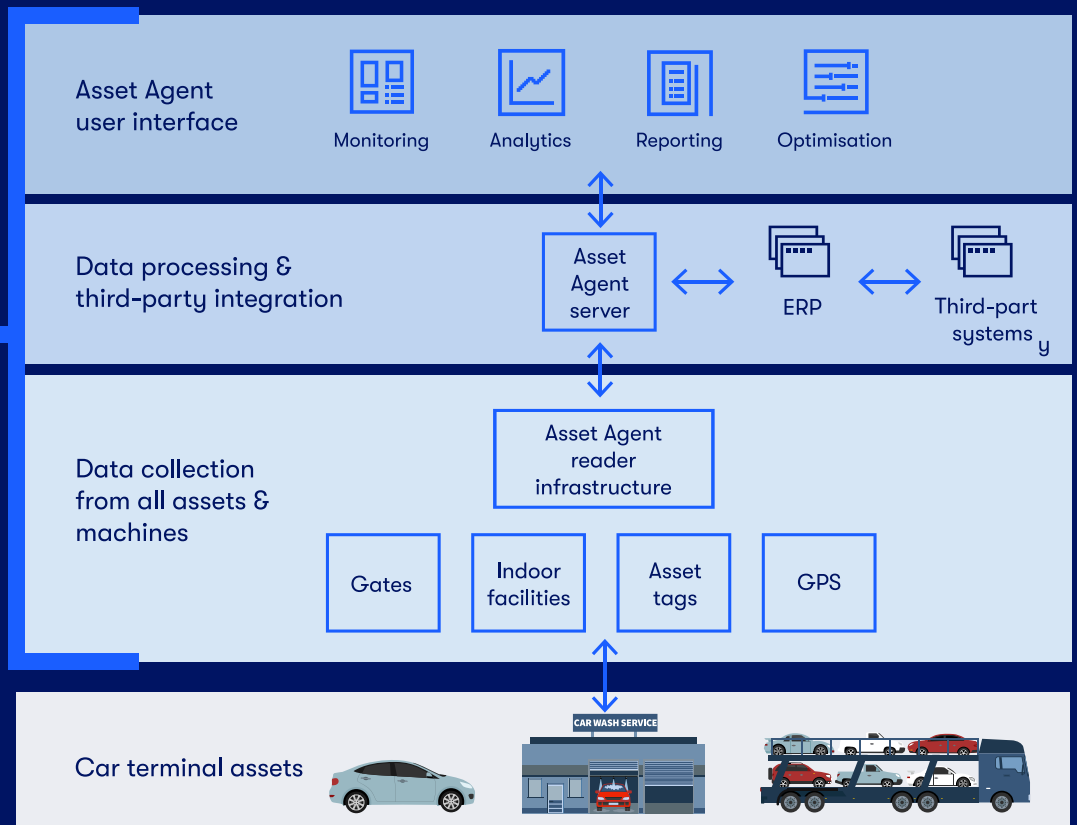 Asset Agent
user interface
Monitoring
Analytics
Reporting
Optimisation
Data processing &
third-party integration
Asset
Agent
server
ERP
Third-part
systems y
Data collection
from all assets &
machines
Asset Agent
reader
infrastructure
Gates
Indoor
facilities
Asset
tags
GPS
Car terminal assets
CAR WASH SERVICE